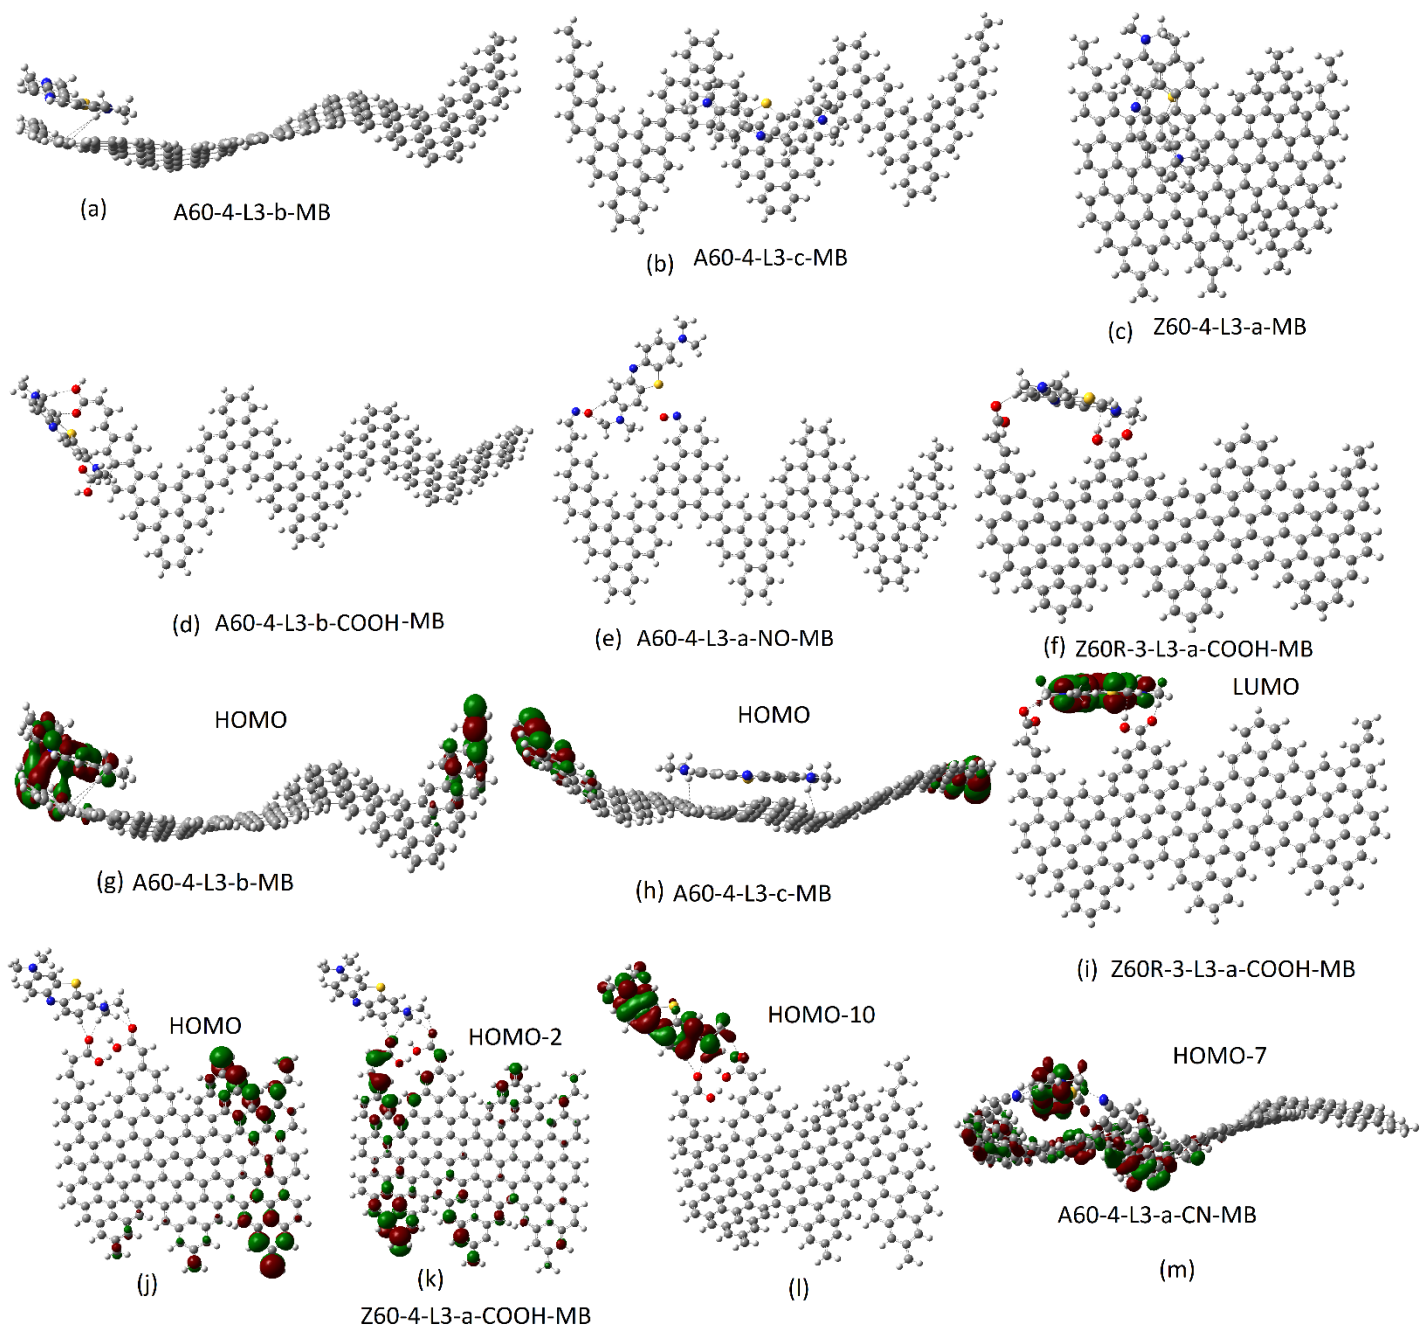 (a) A60-4-L3-b-MB
(b) A60-4-L3-c-MB
(c) Z60-4-L3-a-MB
(d) A60-4-L3-b-COOH-MB
(e) A60-4-L3-a-NO-MB
(f) Z60R-3-L3-a-COOH-MB
HOMO
(g) A60-4-L3-b-MB
HOMO
(h) A60-4-L3-c-MB
LUMO
(i) Z60R-3-L3-a-COOH-MB
HOMO
(j)
HOMO-2
(k)
Z60-4-L3-a-COOH-MB
HOMO-10
(l)
HOMO-7
A60-4-L3-a-CN-MB
(m)